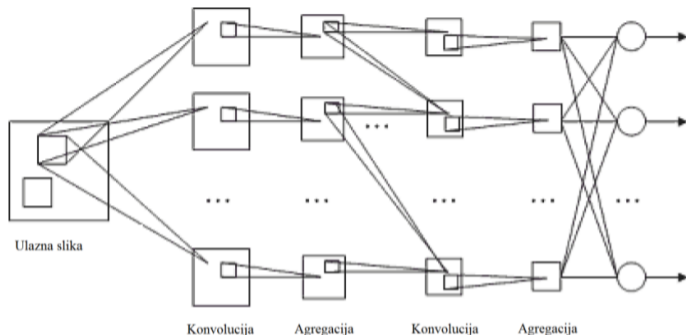 Ulazna slika
Konvolucija
Agregacija
Konvolucija
Agregacija